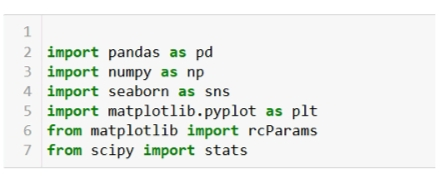 1
2 import pandas as pd
3 import numpy as np
4 import seaborn as sns
5 import matplotlib.pyplot as plt
6 from matplotlib import rcParams
7 from scipy import stats